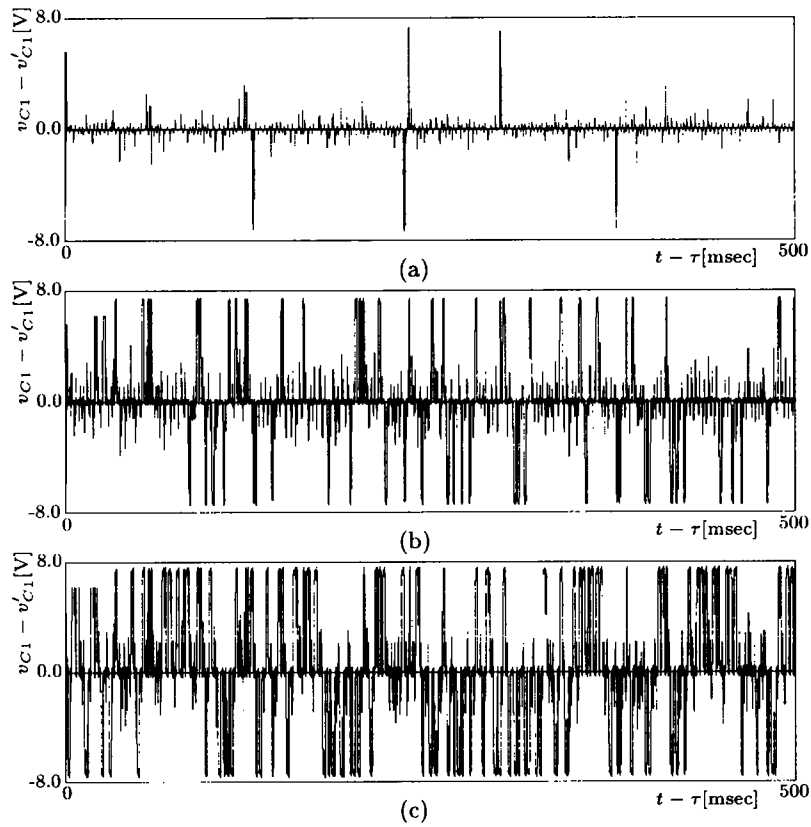 8.0
v_{C1} − v'_{C1}[V]
0.0
-8.0
0
500
t − τ[msec]
(a)
8.0
v_{C1} − v'_{C1}[V]
0.0
-8.0
0
500
t − τ[msec]
(b)
8.0
v_{C1} − v'_{C1}[V]
0.0
-8.0
0
500
t − τ[msec]
(c)